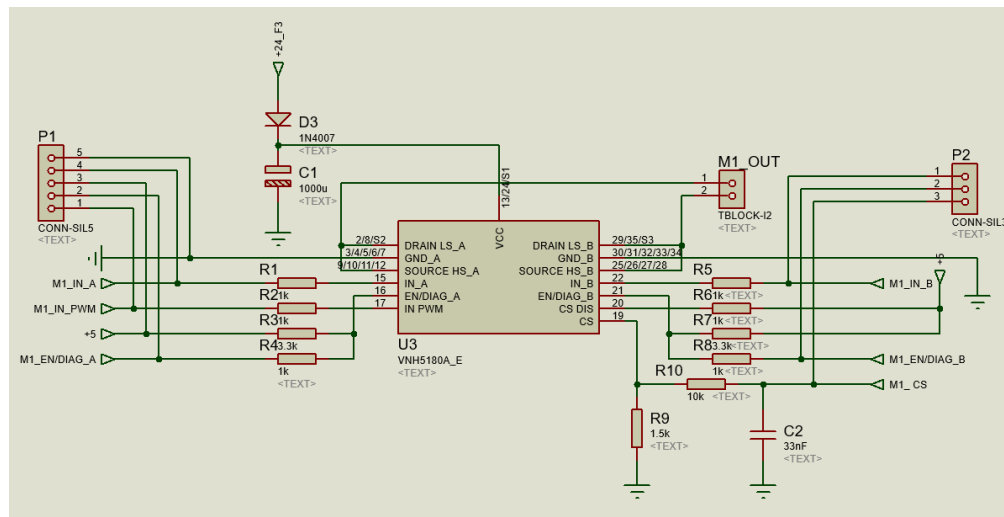 +24_F3
D3
1N4007
<TEXT>
P1
5
4
3
2
1
CONN-SIL5
<TEXT>
C1
1000u
<TEXT>
M1_OUT
1
2
TBLOCK-I2
<TEXT>
P2
1
2
3
CONN-SIL3
<TEXT>
13/24/S1
VCC
2/8/S2
3/4/5/6/7
9/10/11/12
15
16
17
DRAIN LS_A
GND_A
SOURCE HS_A
IN_A
EN/DIAG_A
IN PWM
DRAIN LS_B
GND_B
SOURCE HS_B
IN_B
EN/DIAG_B
CS DIS
CS
29/35/S3
30/31/32/33/34
25/26/27/28
22
21
20
19
U3
VNH5180A_E
<TEXT>
M1_IN_A
R1
1k
<TEXT>
M1_IN_PWM
R2
1k
<TEXT>
+5
R3
3.3k
<TEXT>
M1_EN/DIAG_A
R4
1k
<TEXT>
R5
1k
<TEXT>
M1_IN_B
+5
R6
1k
<TEXT>
R7
3.3k
<TEXT>
R8
1k
<TEXT>
M1_EN/DIAG_B
R10
10k
<TEXT>
M1_ CS
R9
1.5k
<TEXT>
C2
33nF
<TEXT>